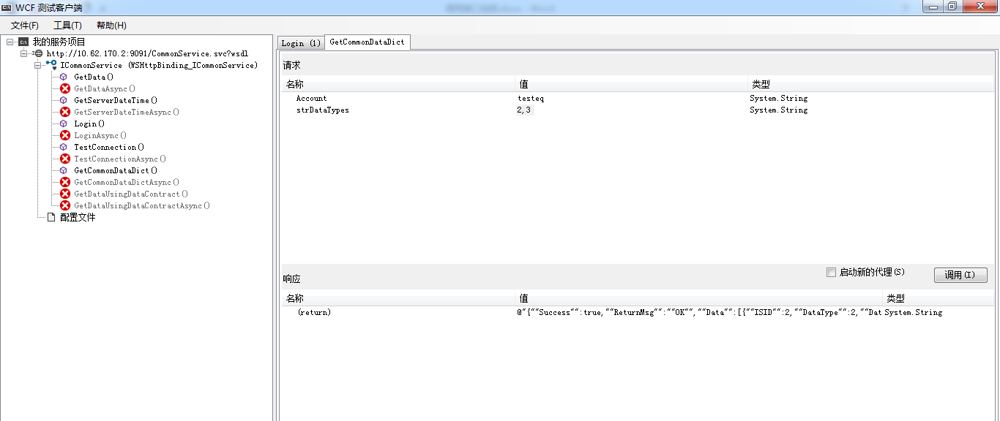 WCF 测试客户端
文件(F) 工具(T) 帮助(H)
我的服务项目
http://10.62.170.2:9091/CommonService.svc?wsdl
ICommonService (WSHttpBinding_ICommonService)
GetData()
GetDataAsync()
GetServerDateTime()
GetServerDateTimeAsync()
Login()
LoginAsync()
TestConnection()
TestConnectionAsync()
GetCommonDataDict()
GetCommonDataDictAsync()
GetDataUsingDataContract()
GetDataUsingDataContractAsync()
配置文件
Login (1) GetCommonDataDict
请求
名称 值 类型
Account testeq System.String
strDataTypes 2,3 System.String
响应 启动新的代理(S) 调用(I)
名称 值 类型
(return) @"{""Success"":true,""ReturnMsg"":""OK"",""Data"":[{""ISID"":2,""DataType"":2,""Dat System.String